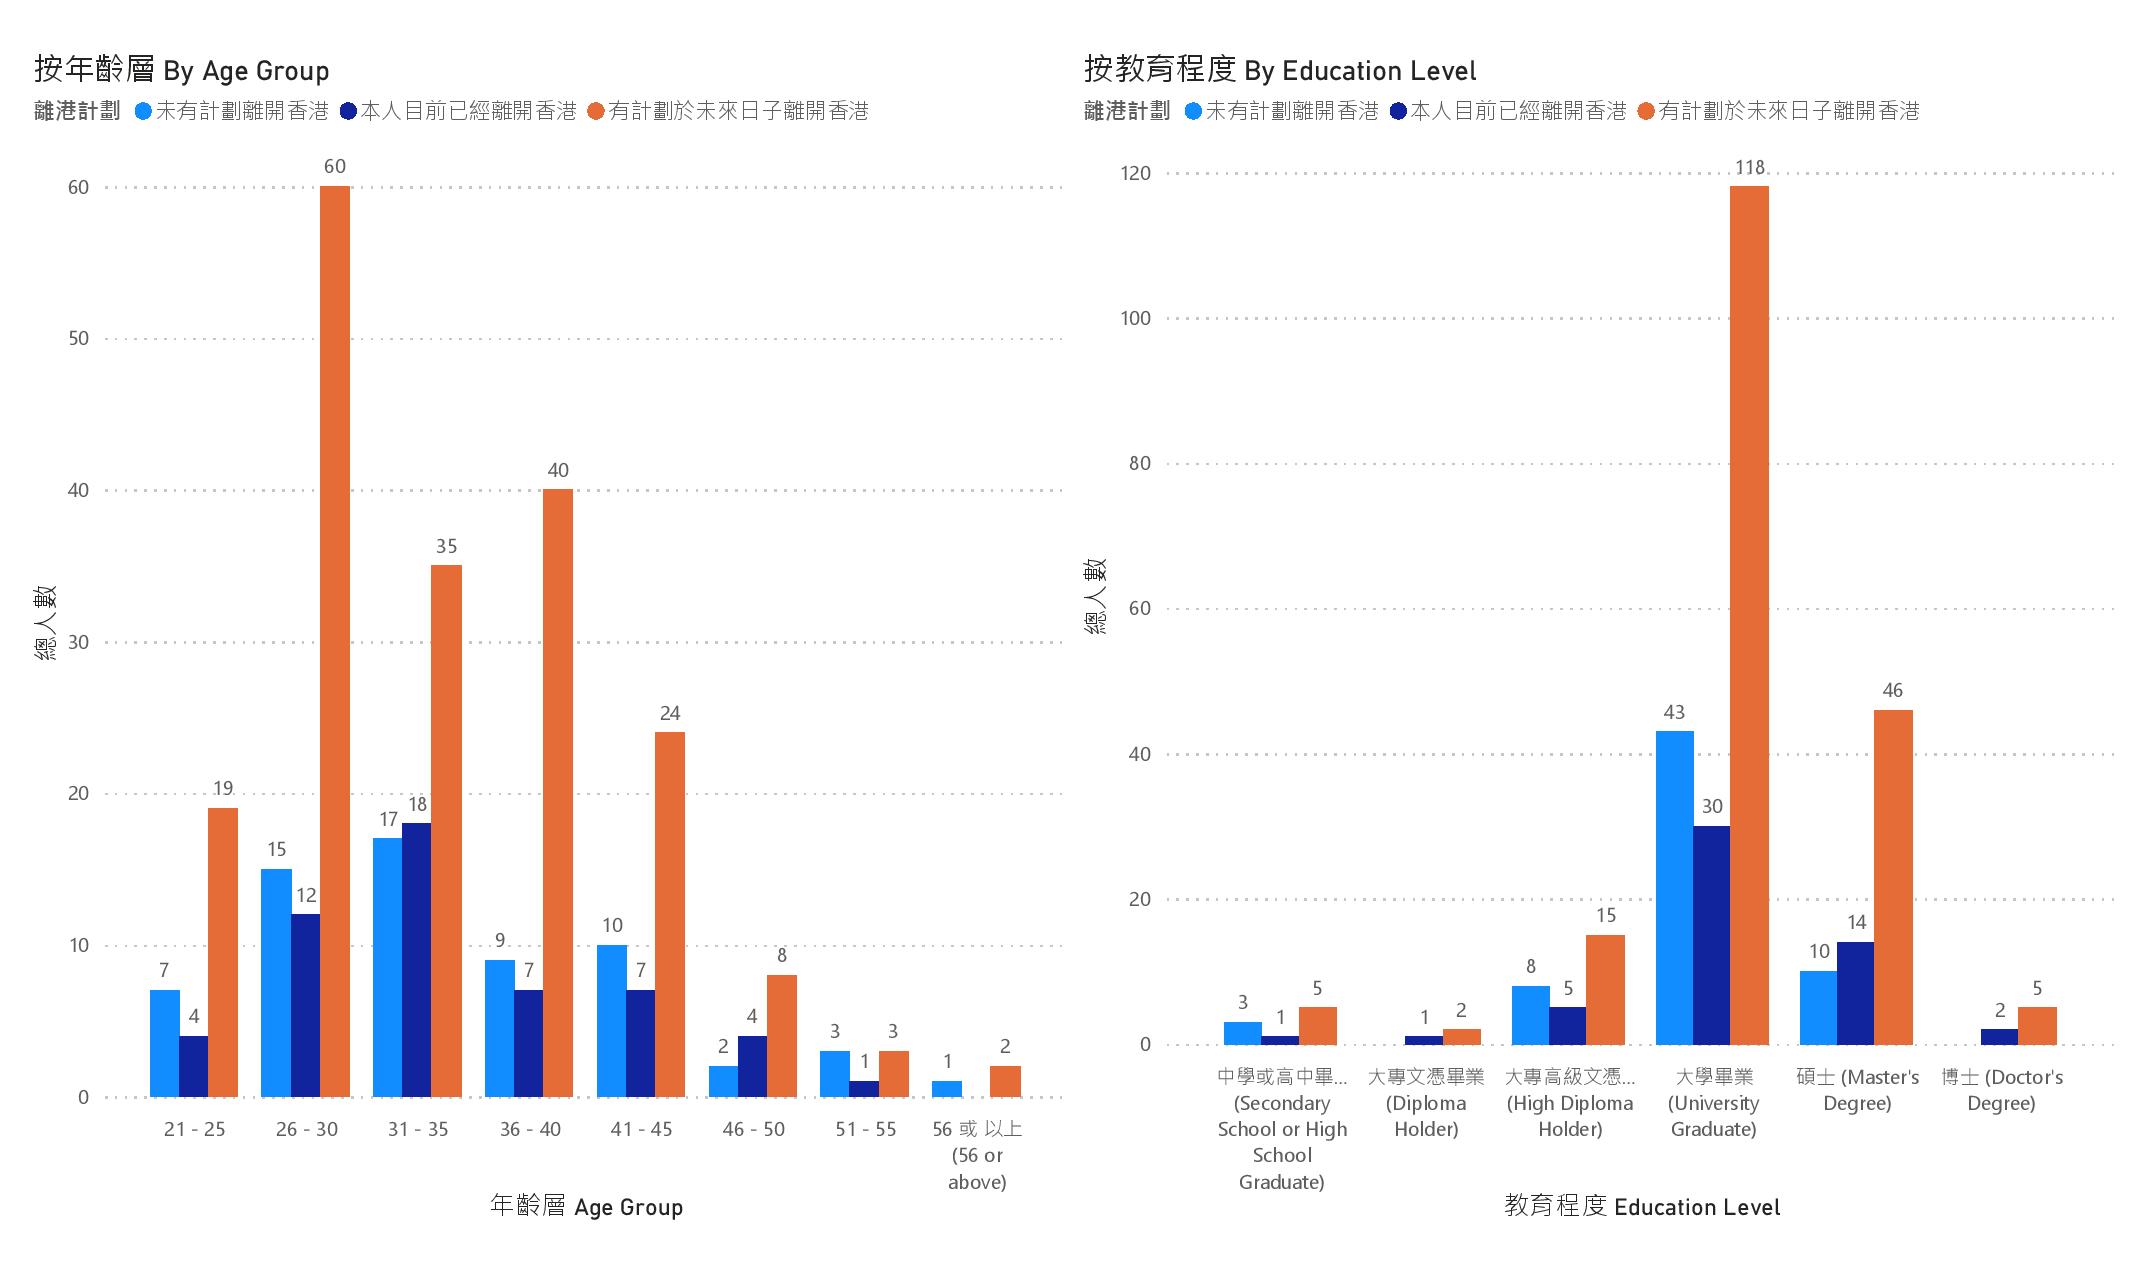 按年齡層 By Age Group
離港計劃 未有計劃離開香港 本人目前已經離開香港 有計劃於未來日子離開香港
60
50
40
30
20
10
0
總人數
7
4
19
15
12
60
17
18
35
9
7
40
10
7
24
2
4
8
3
1
3
1
2
21 - 25
26 - 30
31 - 35
36 - 40
41 - 45
46 - 50
51 - 55
56 或 以上
(56 or
above)
年齡層 Age Group
按教育程度 By Education Level
離港計劃 未有計劃離開香港 本人目前已經離開香港 有計劃於未來日子離開香港
120
100
80
60
40
20
0
總人數
3
1
5
1
2
8
5
15
43
30
118
10
14
46
2
5
中學或高中畢...
(Secondary
School or High
School
Graduate)
大專文憑畢業
(Diploma
Holder)
大專高級文憑...
(High Diploma
Holder)
大學畢業
(University
Graduate)
碩士 (Master's
Degree)
博士 (Doctor's
Degree)
教育程度 Education Level